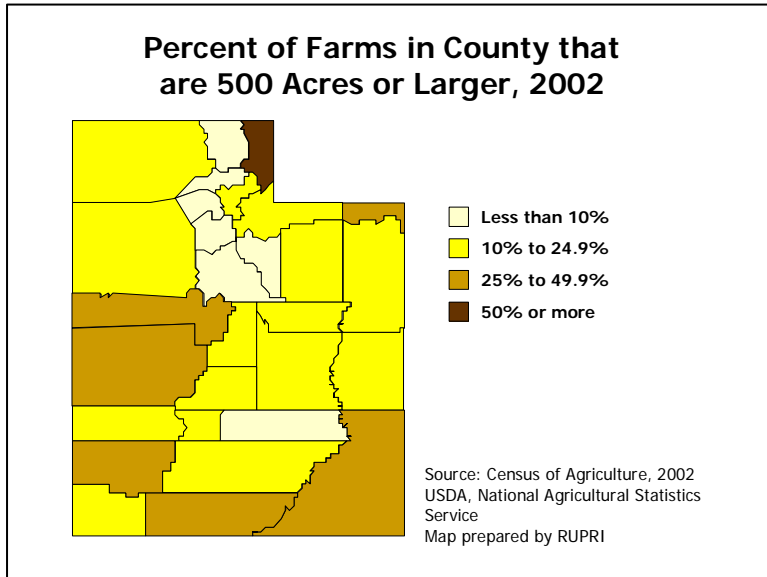 Percent of Farms in County that
are 500 Acres or Larger, 2002
Less than 10%
10% to 24.9%
25% to 49.9%
50% or more
Source: Census of Agriculture, 2002
USDA, National Agricultural Statistics
Service
Map prepared by RUPRI